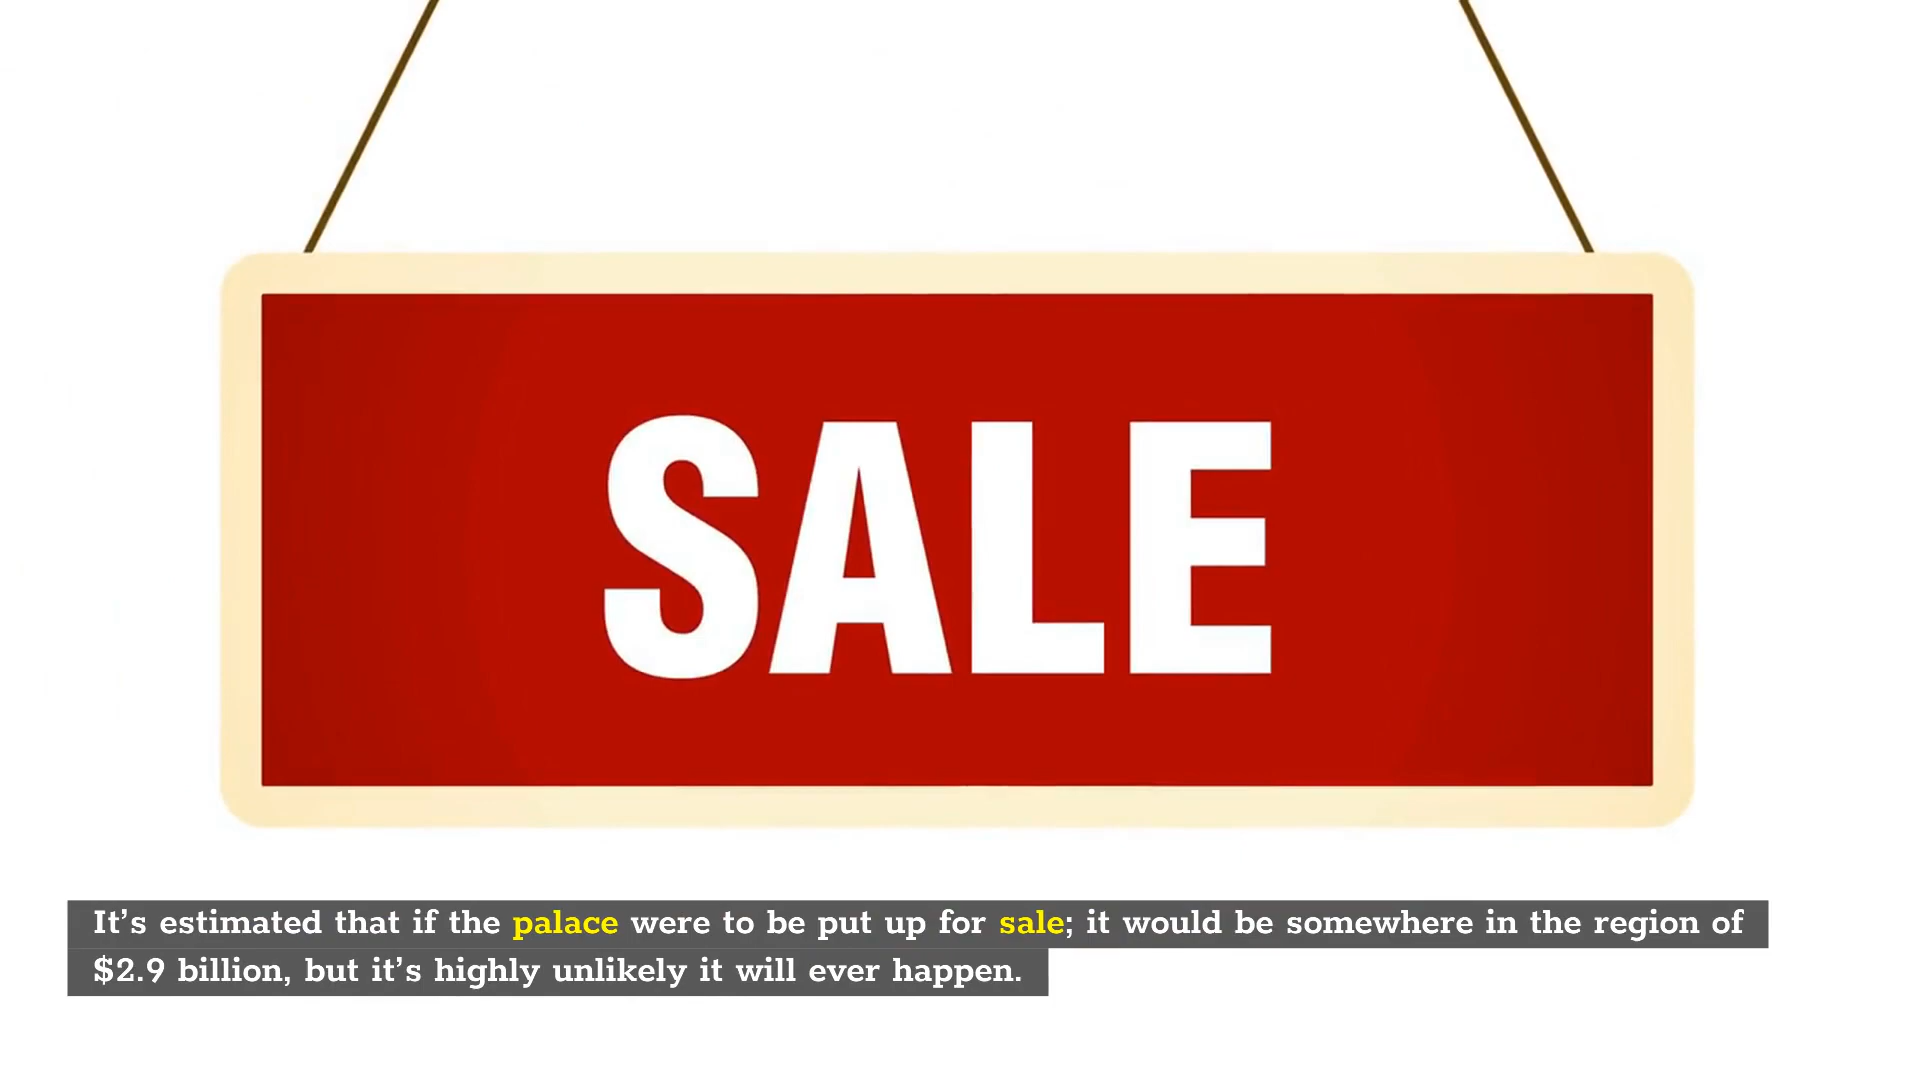 SALE
It’s estimated that if the palace were to be put up for sale; it would be somewhere in the region of
$2.9 billion, but it’s highly unlikely it will ever happen.